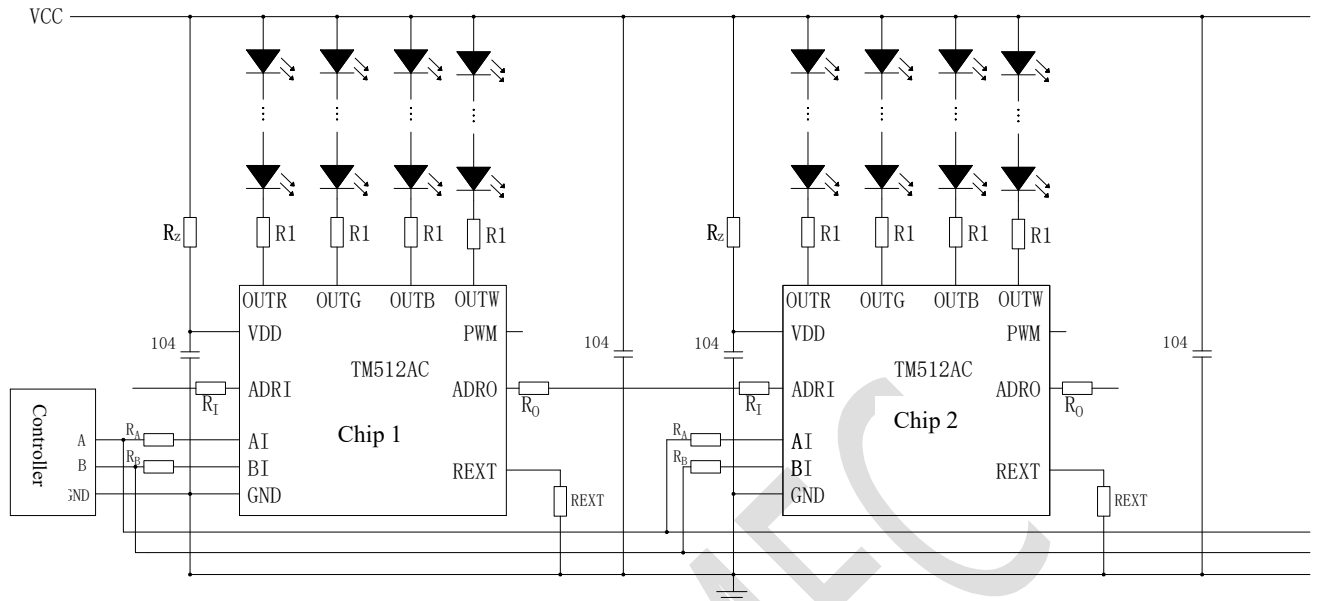 VCC
Rz R1 R1 R1 R1 Rz R1 R1 R1 R1
OUTR OUTG OUTB OUTW OUTR OUTG OUTB OUTW
104 VDD PWM 104 104 VDD PWM 104
TM512AC TM512AC
RI ADRI ADRO RO RI ADRI ADRO RO
Controller
Chip 1 Chip 2
A RA AI RA AI
B RB BI REXT RB BI REXT
GND GND REXT GND REXT